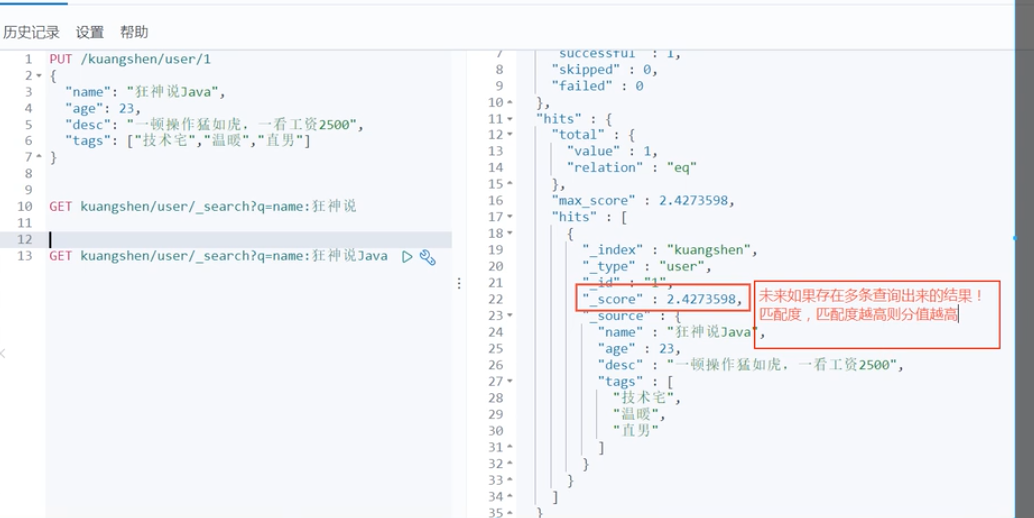 历史记录 设置 帮助
1 PUT /kuangshen/user/1
2 {
3 "name": "狂神说Java",
4 "age": 23,
5 "desc": "一顿操作猛如虎，一看工资2500",
6 "tags": ["技术宅","温暖","直男"]
7 }
8
9
10 GET kuangshen/user/_search?q=name:狂神说
11
12
13 GET kuangshen/user/_search?q=name:狂神说Java
7 "successful" : 1,
8 "skipped" : 0,
9 "failed" : 0
10 },
11 "hits" : {
12 "total" : {
13 "value" : 1,
14 "relation" : "eq"
15 },
16 "max_score" : 2.4273598,
17 "hits" : [
18 {
19 "_index" : "kuangshen",
20 "_type" : "user",
21 "_id" : "1",
22 "_score" : 2.4273598,
23 "_source" : {
24 "name" : "狂神说Java",
25 "age" : 23,
26 "desc" : "一顿操作猛如虎，一看工资2500",
27 "tags" : [
28 "技术宅",
29 "温暖",
30 "直男"
31 ]
32 }
33 }
34 ]
35 }
未来如果存在多条查询出来的结果！
匹配度，匹配度越高则分值越高